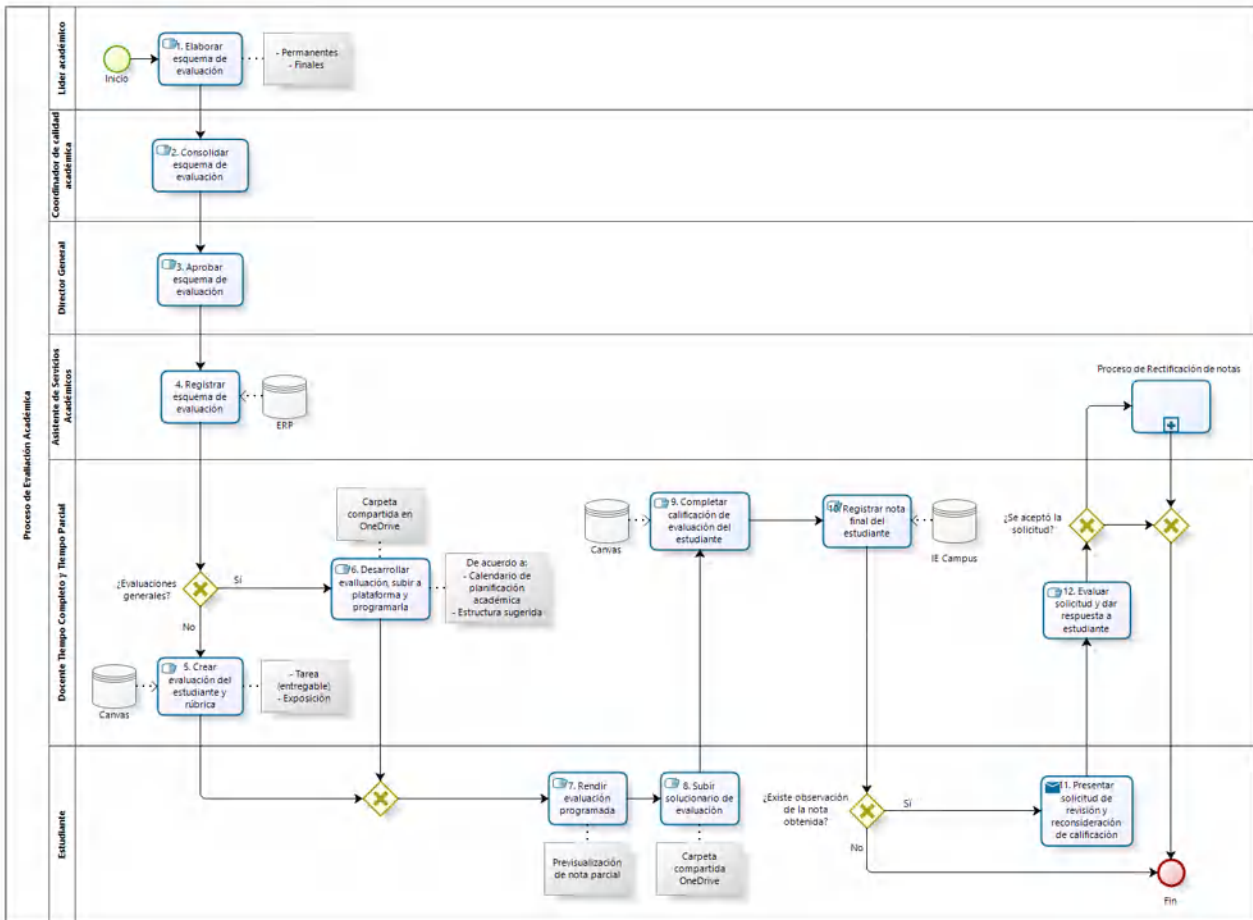 Proceso de Evaliación Académica
Líder académico
Inicio
1. Elaborar
esquema de
evaluación
- Permanentes
- Finales
Coordinador de calidad
académica
2. Consolidar
esquema de
evaluación
Director General
3. Aprobar
esquema de
evaluación
Asistente de Servicios
Académicos
4. Registrar
esquema de
evaluación
ERP
Proceso de Rectificación de notas
Docente Tiempo Completo y Tiempo Parcial
¿Evaluaciones
generales?
Sí
No
Carpeta
compartida en
OneDrive
6. Desarrollar
evaluación, subir a
plataforma y
programarla
De acuerdo a:
- Calendario de
planificación
académica
- Estructura sugerida
Canvas
5. Crear
evaluación del
estudiante y
rúbrica
- Tarea
(entregable)
- Exposición
Canvas
9. Completar
calificación de
evaluación del
estudiante
10. Registrar nota
final del
estudiante
IE Campus
¿Se aceptó la
solicitud?
12. Evaluar
solicitud y dar
respuesta a
estudiante
Estudiante
7. Rendir
evaluación
programada
Previsualización
de nota parcial
8. Subir
solucionario de
evaluación
Carpeta
compartida
OneDrive
¿Existe observación
de la nota
obtenida?
Sí
No
11. Presentar
solicitud de
revisión y
reconsideración
de calificación
Fin